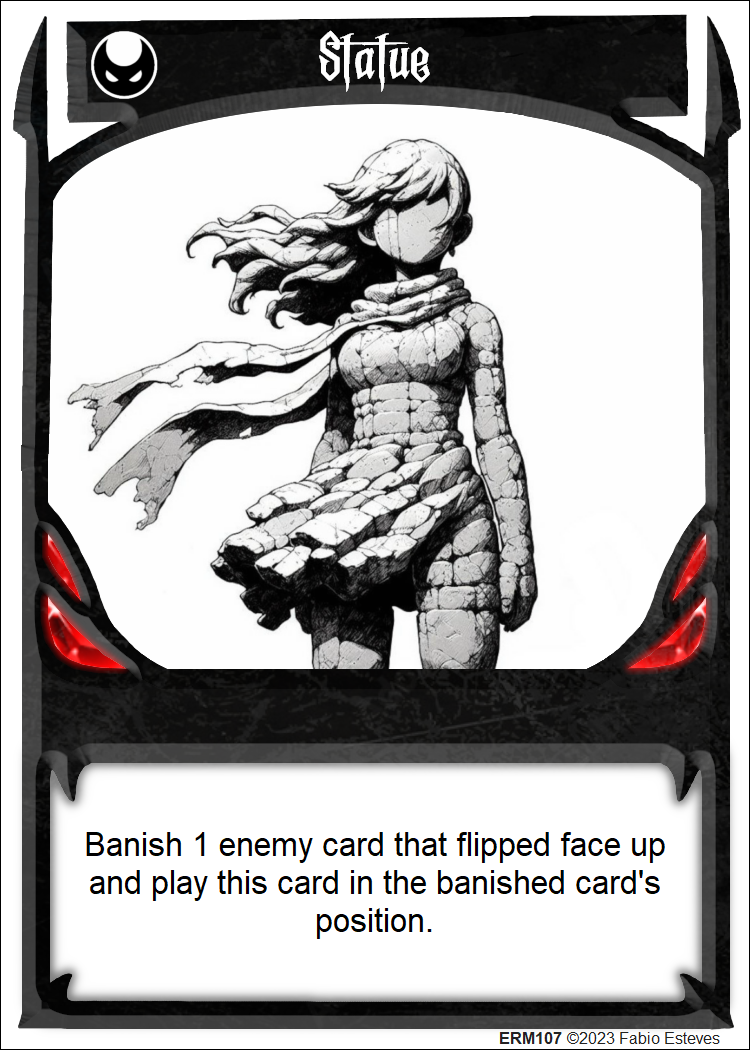 Statue
Banish 1 enemy card that flipped face up
and play this card in the banished card's
position.
ERM107 ©2023 Fabio Esteves